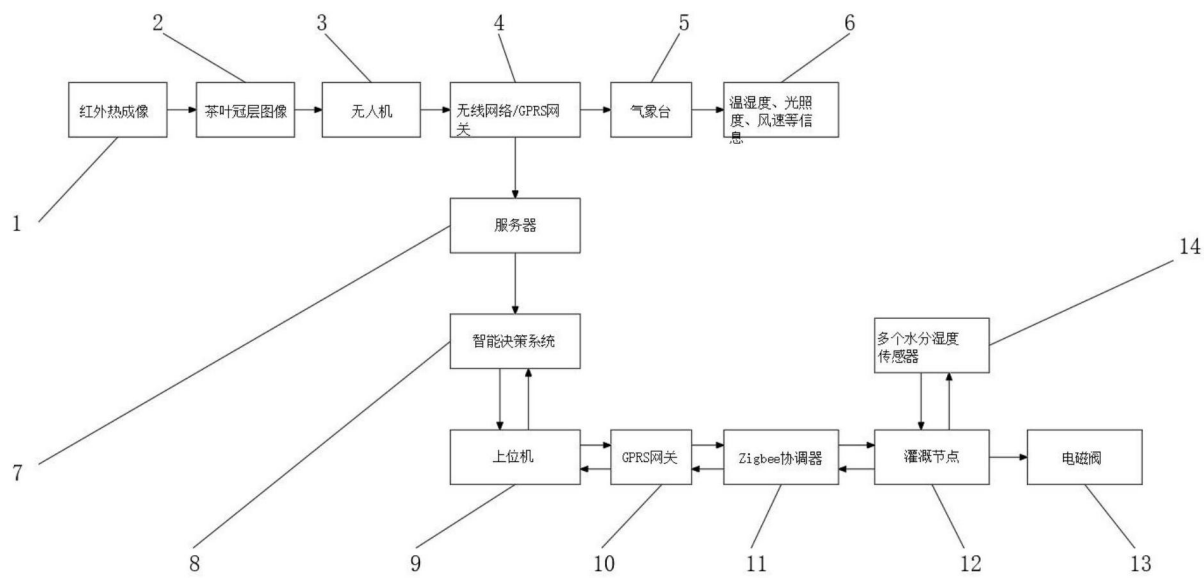 2
3
4
5
6
红外热成像
茶叶冠层图像
无人机
无线网络/GPRS网
关
气象台
温湿度、光照
度、风速等信
息
1
服务器
14
智能决策系统
多个水分湿度
传感器
7
上位机
GPRS网关
Zigbee协调器
灌溉节点
电磁阀
8
9
10
11
12
13